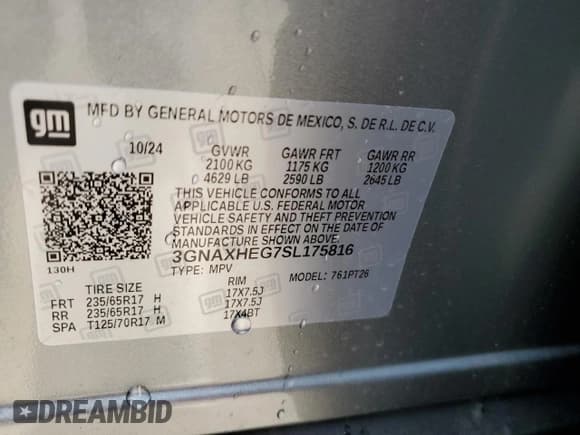 gm
MFD BY GENERAL MOTORS DE MEXICO, S. DE R.L. DE C.V.
10/24 GVWR GAWR FRT GAWR RR
2100 KG 1175 KG 1200 KG
4629 LB 2590 LB 2645 LB
THIS VEHICLE CONFORMS TO ALL
APPLICABLE U.S. FEDERAL MOTOR
VEHICLE SAFETY AND THEFT PREVENTION
STANDARDS IN EFFECT ON THE DATE OF
MANUFACTURE SHOWN ABOVE.
3GNAXHEG7SL175816
130H TYPE: MPV MODEL: 761PT26
TIRE SIZE RIM
FRT 235/65R17 H 17X7.5J
RR 235/65R17 H 17X7.5J
SPA T125/70R17 M 17X4BT
DREAMBID